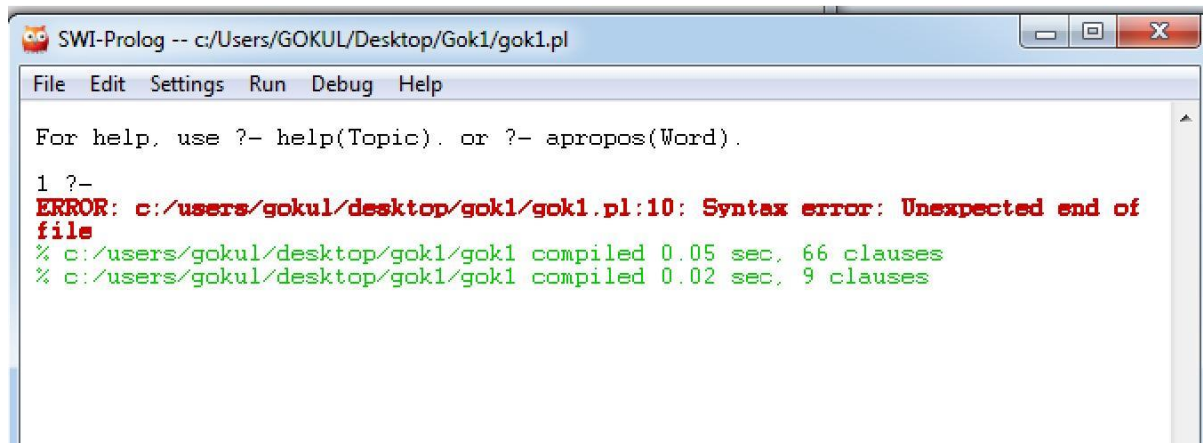 SWI-Prolog -- c:/Users/GOKUL/Desktop/Gok1/gok1.pl
File Edit Settings Run Debug Help
For help, use ?- help(Topic). or ?- apropos(Word).
1 ?-
ERROR: c:/users/gokul/desktop/gok1/gok1.pl:10: Syntax error: Unexpected end of
file
% c:/users/gokul/desktop/gok1/gok1 compiled 0.05 sec, 66 clauses
% c:/users/gokul/desktop/gok1/gok1 compiled 0.02 sec, 9 clauses